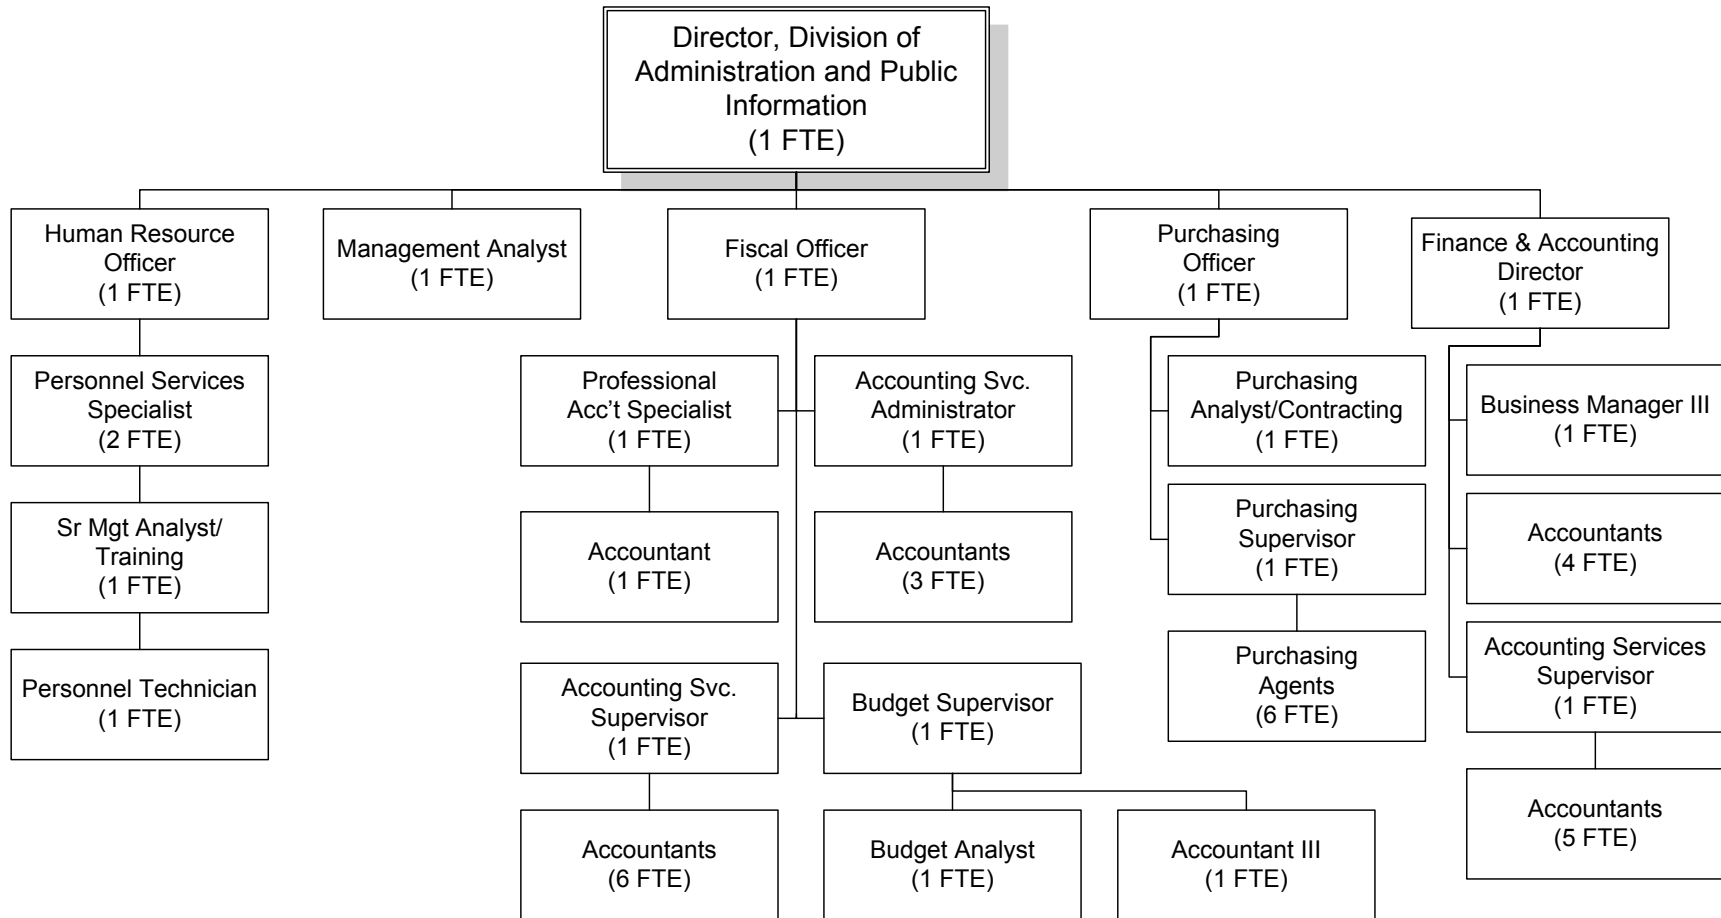 Director, Division of
Administration and Public
Information
(1 FTE)
Human Resource
Officer
(1 FTE)
Management Analyst
(1 FTE)
Fiscal Officer
(1 FTE)
Purchasing
Officer
(1 FTE)
Finance & Accounting
Director
(1 FTE)
Personnel Services
Specialist
(2 FTE)
Professional
Acc’t Specialist
(1 FTE)
Accounting Svc.
Administrator
(1 FTE)
Purchasing
Analyst/Contracting
(1 FTE)
Business Manager III
(1 FTE)
Sr Mgt Analyst/
Training
(1 FTE)
Accountant
(1 FTE)
Accountants
(3 FTE)
Purchasing
Supervisor
(1 FTE)
Accountants
(4 FTE)
Personnel Technician
(1 FTE)
Accounting Svc.
Supervisor
(1 FTE)
Budget Supervisor
(1 FTE)
Purchasing
Agents
(6 FTE)
Accounting Services
Supervisor
(1 FTE)
Accountants
(6 FTE)
Budget Analyst
(1 FTE)
Accountant III
(1 FTE)
Accountants
(5 FTE)